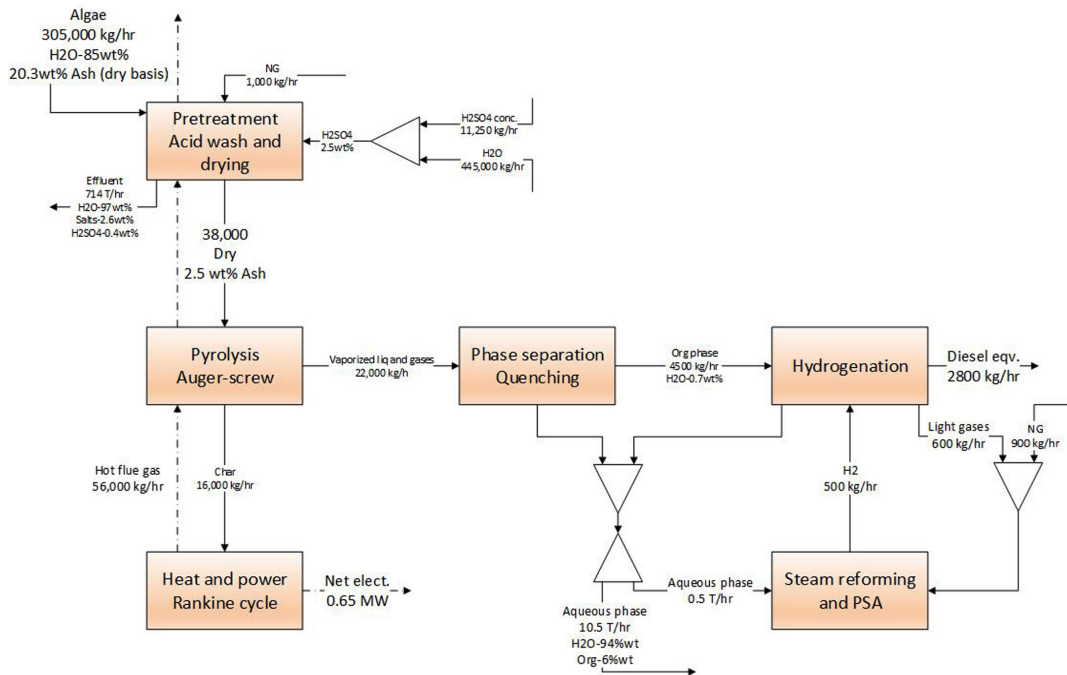 Algae
305,000 kg/hr
H2O-85wt%
20.3wt% Ash (dry basis)
NG
1,000 kg/hr
Pretreatment
Acid wash and
drying
H2SO4
2.5wt%
H2SO4 conc.
11,250 kg/hr
H2O
445,000 kg/hr
Effluent
714 T/hr
H2O-97wt%
Salts-2.6wt%
H2SO4-0.4wt%
38,000
Dry
2.5 wt% Ash
Pyrolysis
Auger-screw
Vaporized liq and gases
22,000 kg/h
Phase separation
Quenching
Org phase
4500 kg/hr
H2O-0.7wt%
Hydrogenation
Diesel eqv.
2800 kg/hr
Light gases
600 kg/hr
NG
900 kg/hr
Hot flue gas
56,000 kg/hr
Char
16,000 kg/hr
H2
500 kg/hr
Heat and power
Rankine cycle
Net elect.
0.65 MW
Aqueous phase
0.5 T/hr
Steam reforming
and PSA
Aqueous phase
10.5 T/hr
H2O-94%wt
Org-6%wt